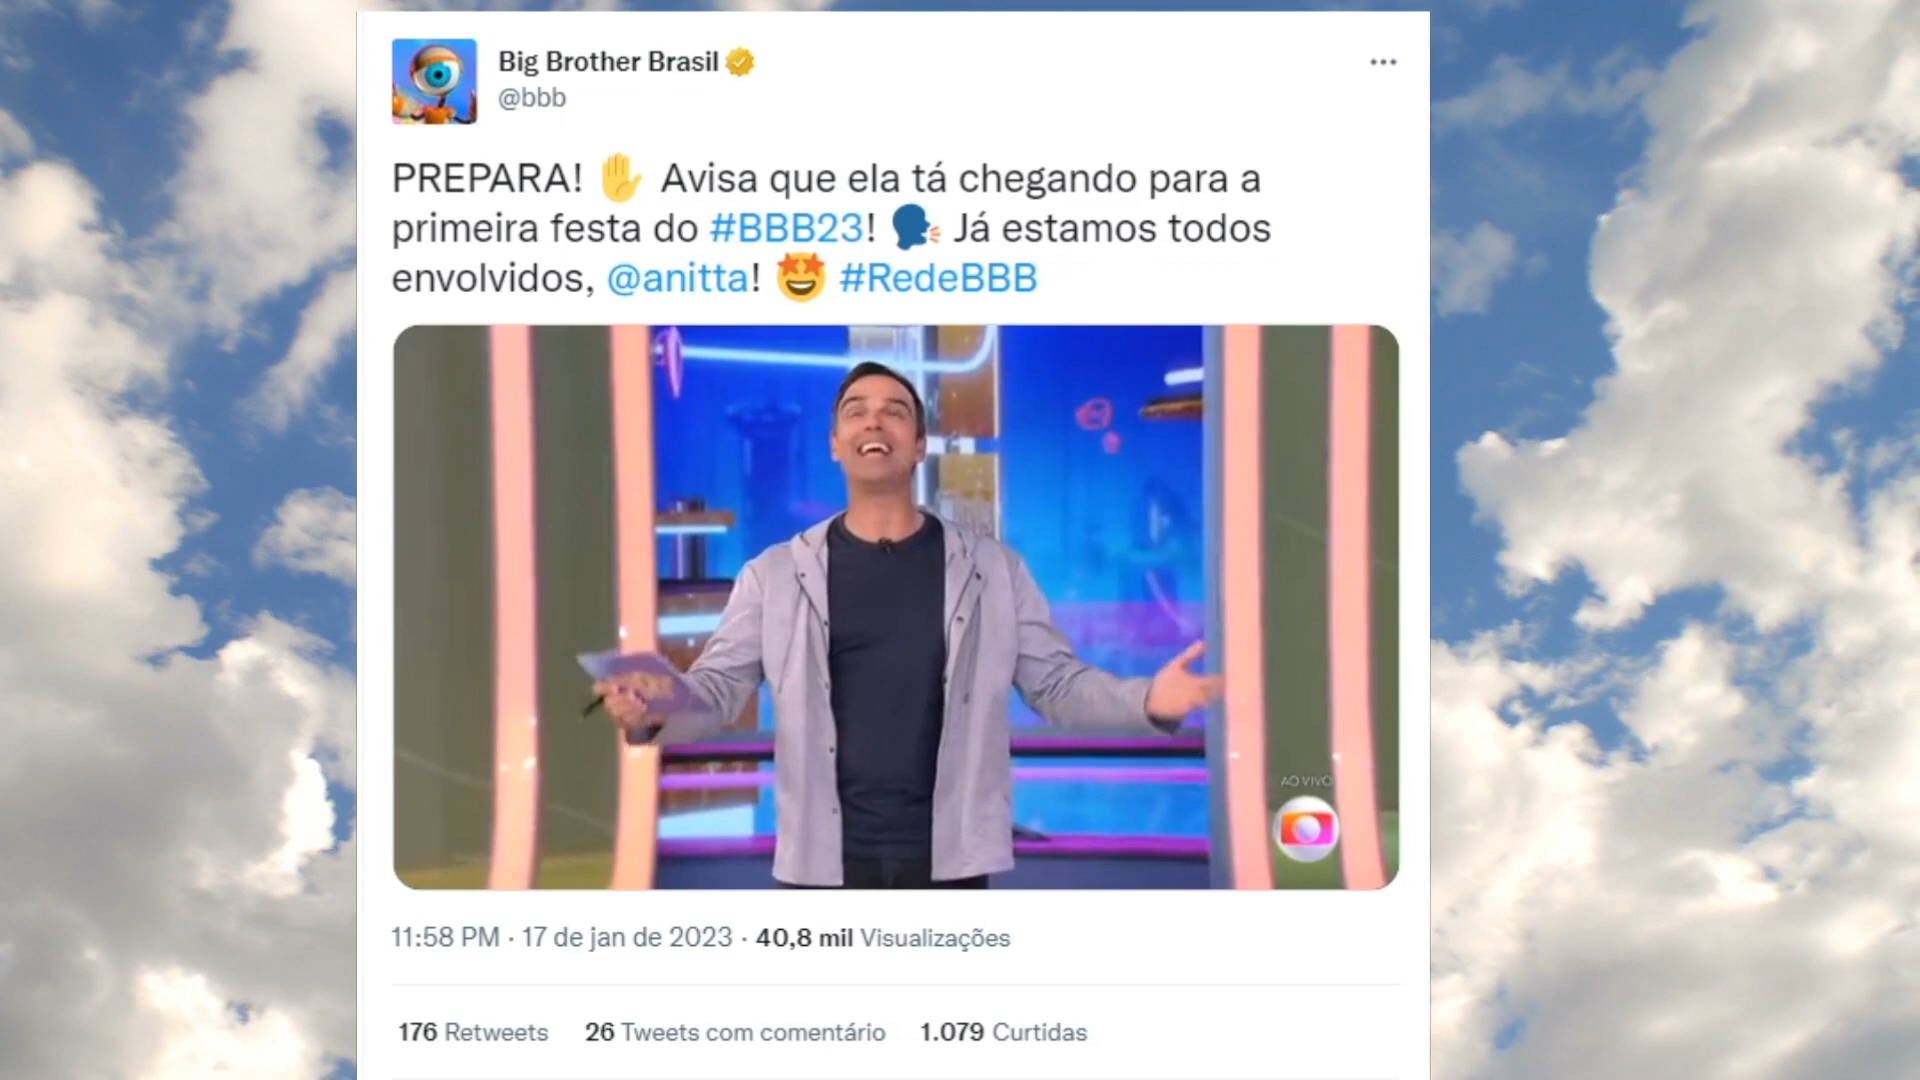 Big Brother Brasil
@bbb
PREPARA! ✋ Avisa que ela tá chegando para a
primeira festa do #BBB23! 🗣️ Já estamos todos
envolvidos, @anitta! 🤩 #RedeBBB
AO VIVO
11:58 PM · 17 de jan de 2023 · 40,8 mil Visualizações
176 Retweets 26 Tweets com comentário 1.079 Curtidas